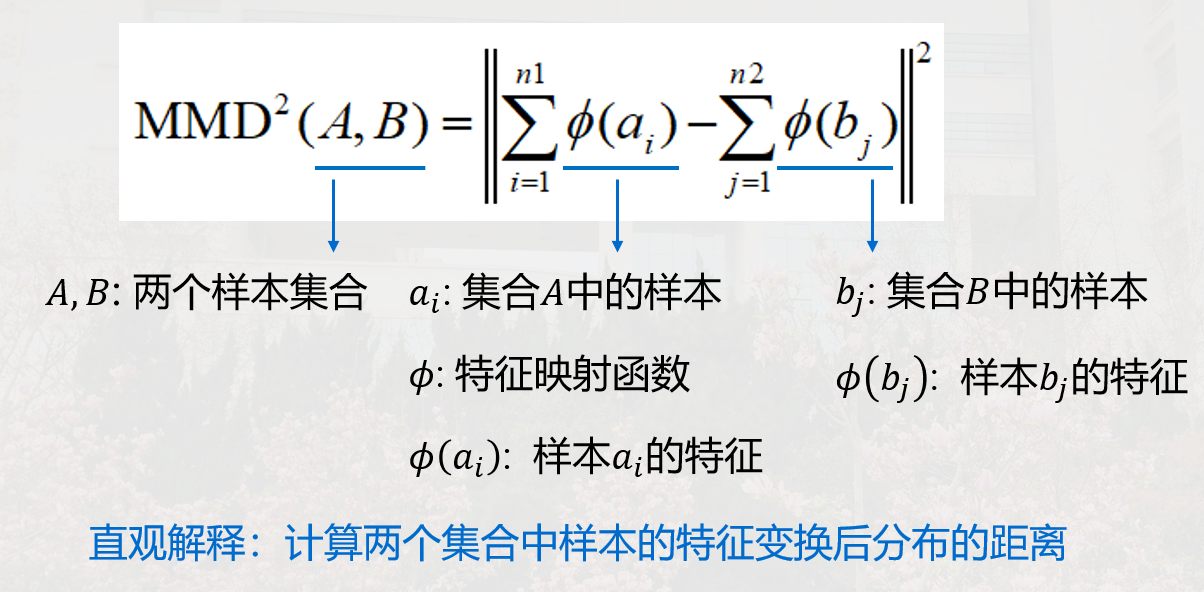 MMD²(A, B) = ‖∑_{i=1}^{n1} ϕ(a_i) − ∑_{j=1}^{n2} ϕ(b_j)‖²
A, B: 两个样本集合 a_i: 集合A中的样本 b_j: 集合B中的样本
ϕ: 特征映射函数 ϕ(b_j): 样本b_j的特征
ϕ(a_i): 样本a_i的特征
直观解释：计算两个集合中样本的特征变换后分布的距离